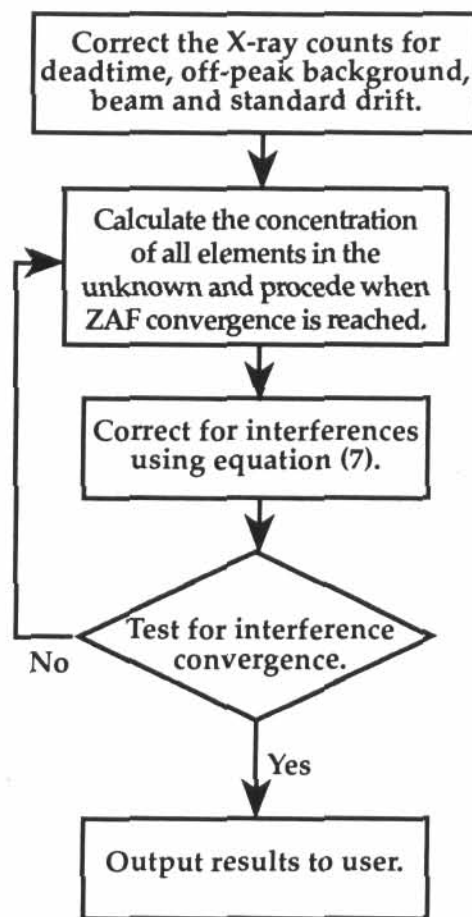 Correct the X-ray counts for
deadtime, off-peak background,
beam and standard drift.
Calculate the concentration
of all elements in the
unknown and procede when
ZAF convergence is reached.
Correct for interferences
using equation (7).
Test for interference
convergence.
No
Yes
Output results to user.